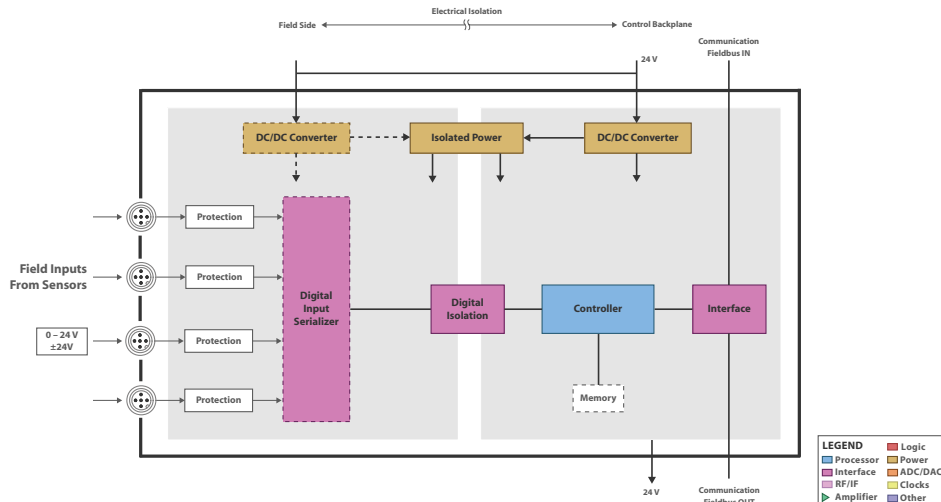 Electrical Isolation
Field Side
Control Backplane
Communication
Fieldbus IN
24 V
DC/DC Converter
Isolated Power
DC/DC Converter
Protection
Protection
Protection
Protection
Field Inputs
From Sensors
0 – 24 V
±24V
Digital
Input
Serializer
Digital
Isolation
Controller
Interface
Memory
24 V
Communication
Fieldbus OUT
LEGEND
Processor
Interface
RF/IF
Amplifier
Logic
Power
ADC/DAC
Clocks
Other